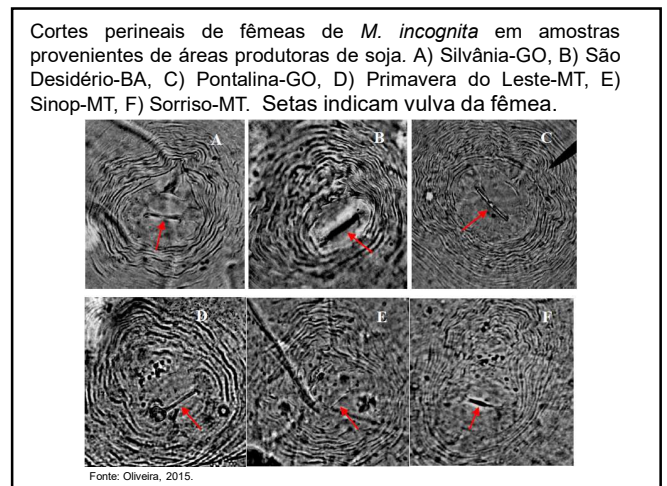 Cortes perineais de fêmeas de M. incognita em amostras
provenientes de áreas produtoras de soja. A) Silvânia-GO, B) São
Desidério-BA, C) Pontalina-GO, D) Primavera do Leste-MT, E)
Sinop-MT, F) Sorriso-MT. Setas indicam vulva da fêmea.
A B C
D E F
Fonte: Oliveira, 2015.